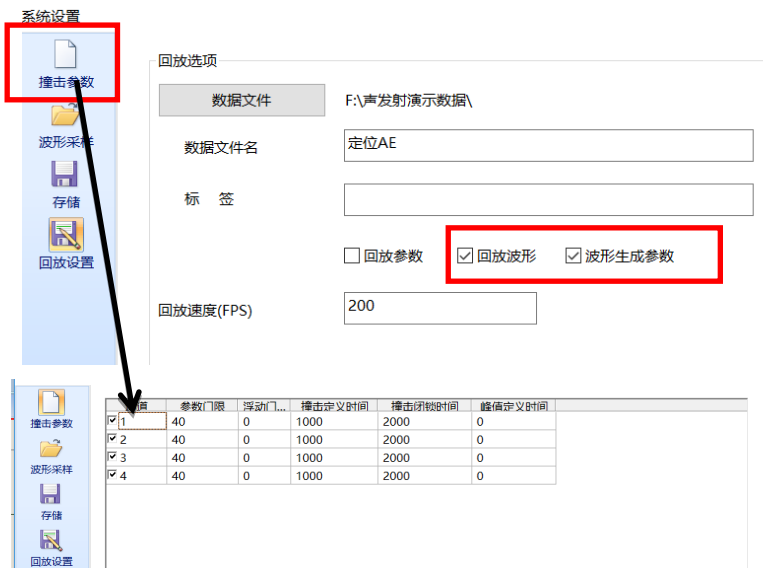 系统设置
撞击参数
波形采样
存储
回放设置
回放选项
数据文件 F:\声发射演示数据\
数据文件名 定位AE
标 签
回放参数 回放波形 波形生成参数
回放速度(FPS) 200
撞击参数
波形采样
存储
回放设置
道 参数门限 浮动门... 撞击定义时间 撞击闭锁时间 峰值定义时间
1 40 0 1000 2000 0
2 40 0 1000 2000 0
3 40 0 1000 2000 0
4 40 0 1000 2000 0